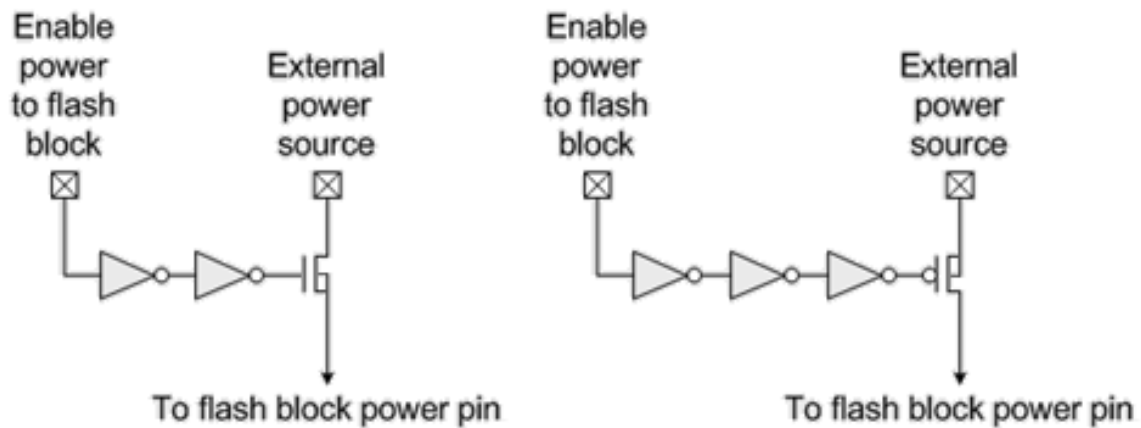 Enable
power
to flash
block
External
power
source
To flash block power pin
Enable
power
to flash
block
External
power
source
To flash block power pin